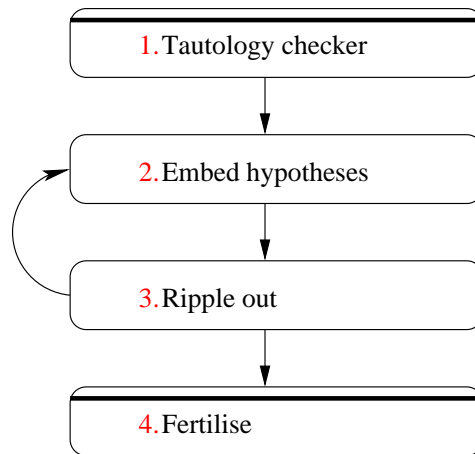 1. Tautology checker
2. Embed hypotheses
3. Ripple out
4. Fertilise